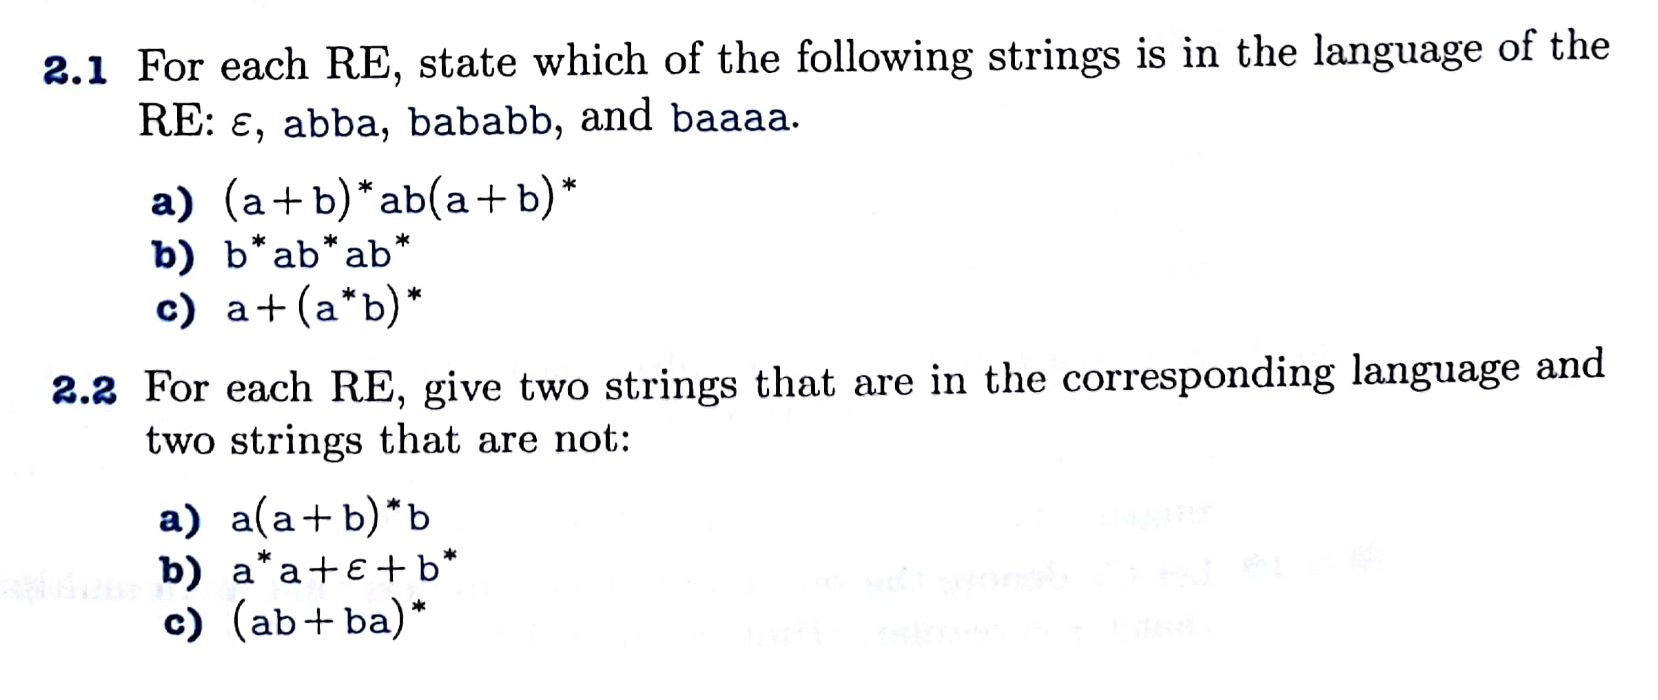 2.1 For each RE, state which of the following strings is in the language of the
RE: ε, abba, bababb, and baaaa.
a) (a+b)*ab(a+b)*
b) b*ab*ab*
c) a+(a*b)*
2.2 For each RE, give two strings that are in the corresponding language and
two strings that are not:
a) a(a+b)*b
b) a*a+ε+b*
c) (ab+ba)*